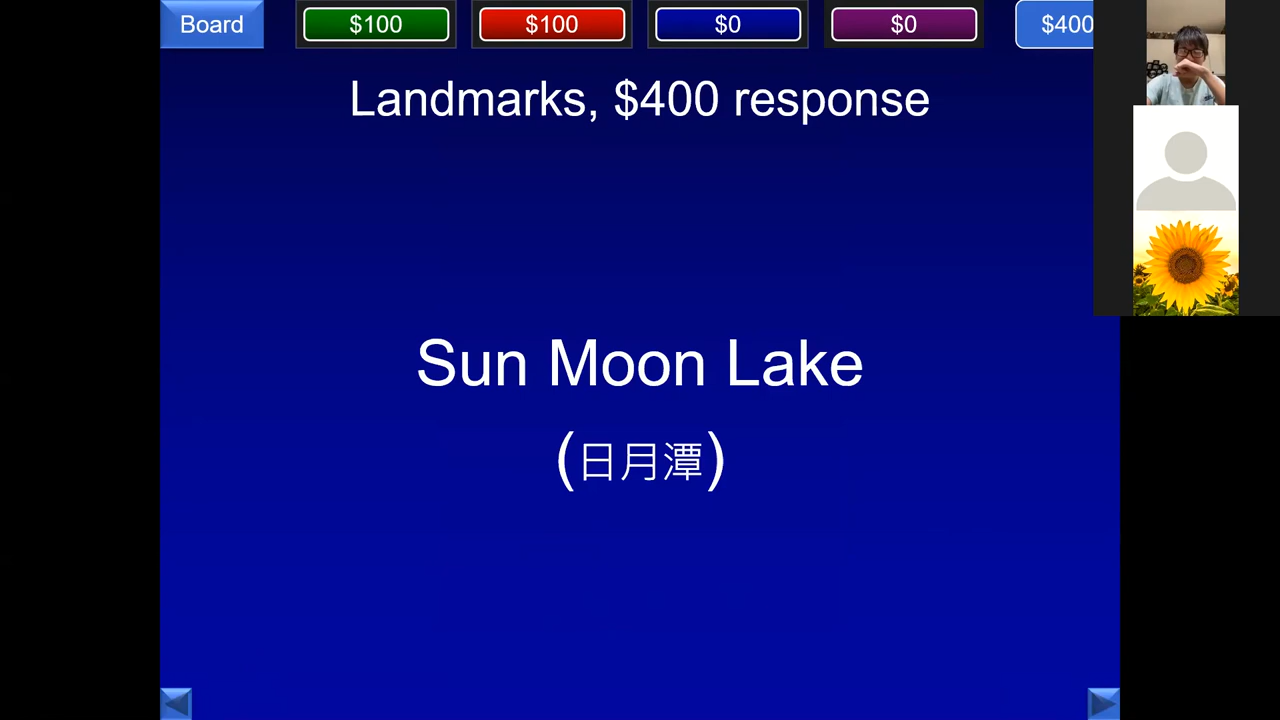 Board
$100
$100
$0
$0
$400
Landmarks, $400 response
Sun Moon Lake
(日月潭)